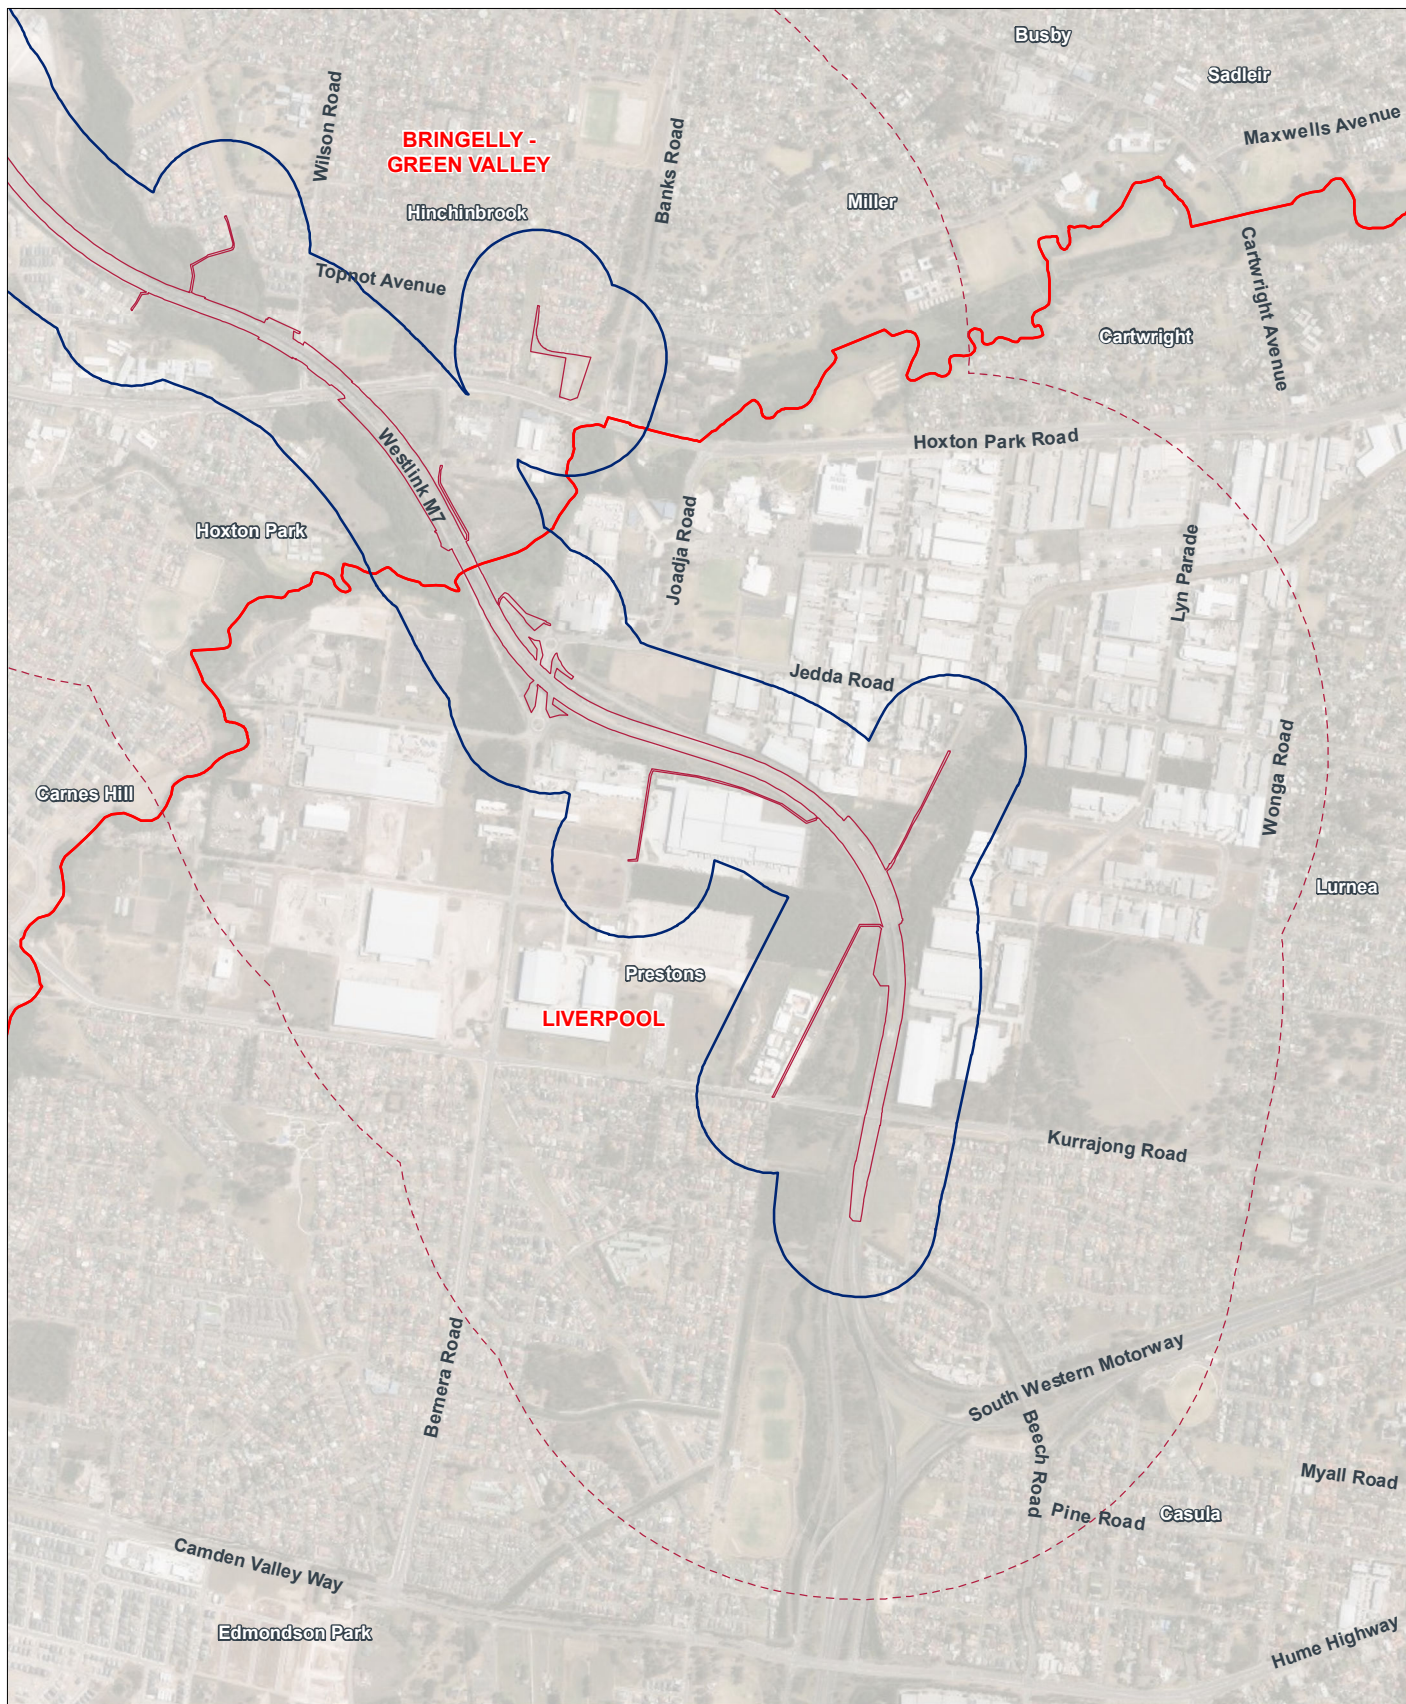 Busby
Sadleir
Maxwells Avenue
Wilson Road
BRINGELLY -
GREEN VALLEY
Banks Road
Hinchinbrook
Miller
Topnot Avenue
Cartwright Avenue
Cartwright
Hoxton Park Road
Westlink M7
Hoxton Park
Joadja Road
Lyn Parade
Jedda Road
Wonga Road
Carnes Hill
Lurnea
Prestons
LIVERPOOL
Kurrajong Road
Bernera Road
South Western Motorway
Beech Road
Myall Road
Pine Road
Casula
Camden Valley Way
Edmondson Park
Hume Highway